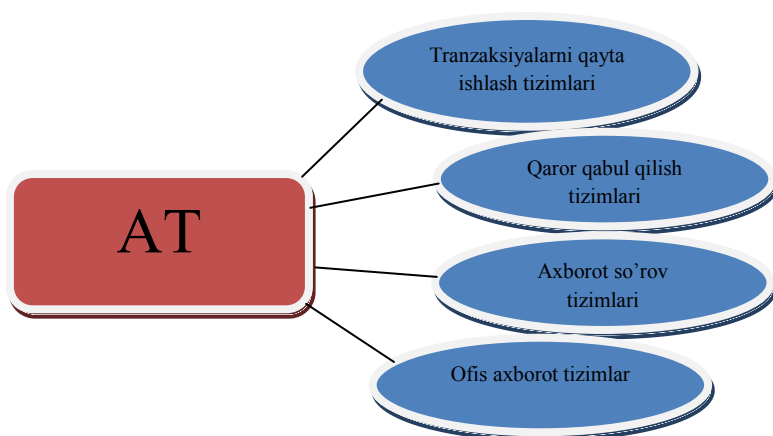 AT
Tranzaksiyalarni qayta
ishlash tizimlari
Qaror qabul qilish
tizimlari
Axborot so’rov
tizimlari
Ofis axborot tizimlar